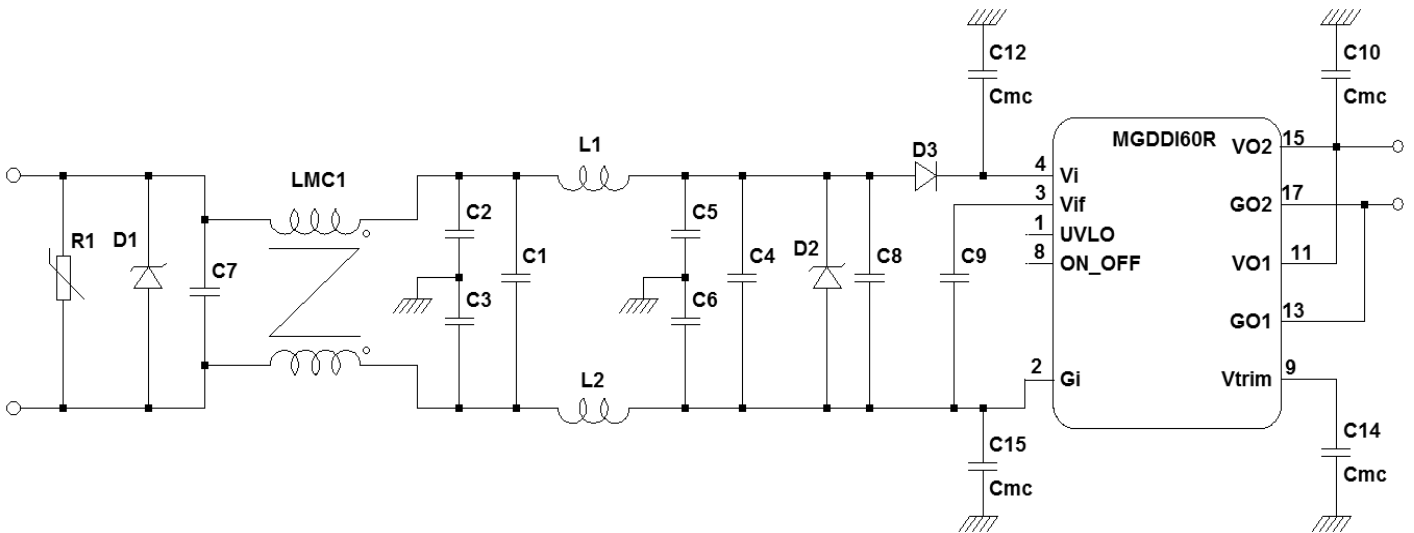 C12
Cmc
C10
Cmc
MGDDI60R
L1
D3
LMC1
4
Vi
3
Vif
1
UVLO
8
ON_OFF
2
Gi
VO2
15
GO2
17
VO1
11
GO1
13
Vtrim
9
R1
D1
C7
C2
C3
C1
C5
C6
C4
D2
C8
C9
L2
C15
Cmc
C14
Cmc